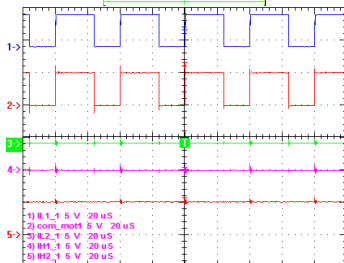 1->
2->
3->
T
4->
1) IL1_1 5 V 20 uS
2) com_mot1 5 V 20 uS
3) IL2_1 5 V 20 uS
4) IH1_1 5 V 20 uS
5->
5) IH2_1 5 V 20 uS